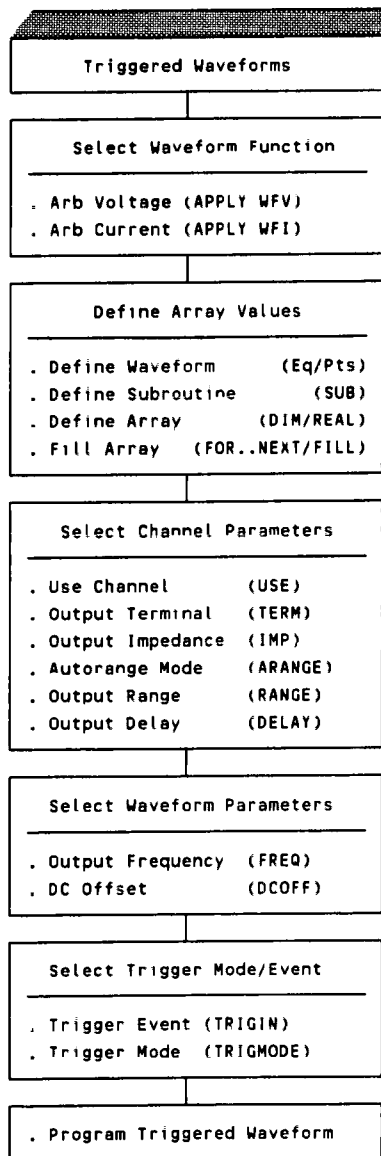 Triggered Waveforms
Select Waveform Function
. Arb Voltage (APPLY WFV)
. Arb Current (APPLY WFI)
Define Array Values
. Define Waveform (Eq/Pts)
. Define Subroutine (SUB)
. Define Array (DIM/REAL)
. Fill Array (FOR..NEXT/FILL)
Select Channel Parameters
. Use Channel (USE)
. Output Terminal (TERM)
. Output Impedance (IMP)
. Autorange Mode (ARANGE)
. Output Range (RANGE)
. Output Delay (DELAY)
Select Waveform Parameters
. Output Frequency (FREQ)
. DC Offset (DCOFF)
Select Trigger Mode/Event
. Trigger Event (TRIGIN)
. Trigger Mode (TRIGMODE)
. Program Triggered Waveform